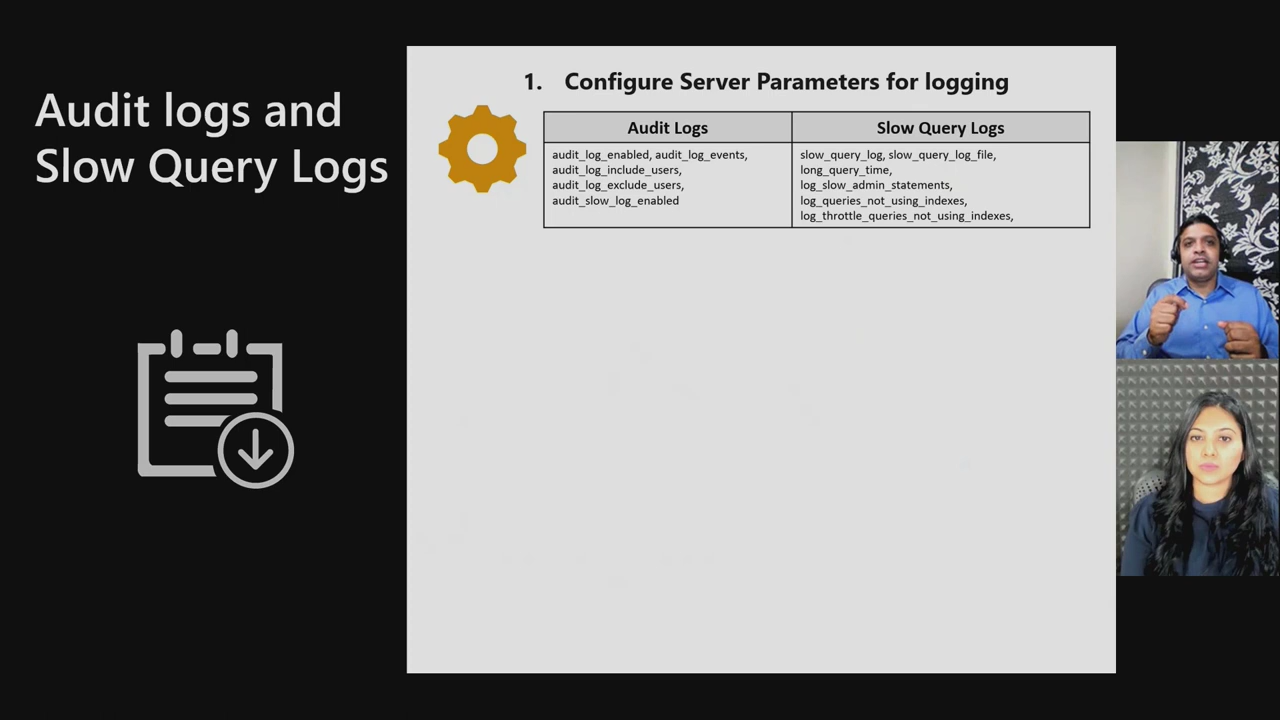 Audit logs and
Slow Query Logs
1. Configure Server Parameters for logging
Audit Logs
Slow Query Logs
audit_log_enabled, audit_log_events,
audit_log_include_users,
audit_log_exclude_users,
audit_slow_log_enabled
slow_query_log, slow_query_log_file,
long_query_time,
log_slow_admin_statements,
log_queries_not_using_indexes,
log_throttle_queries_not_using_indexes,